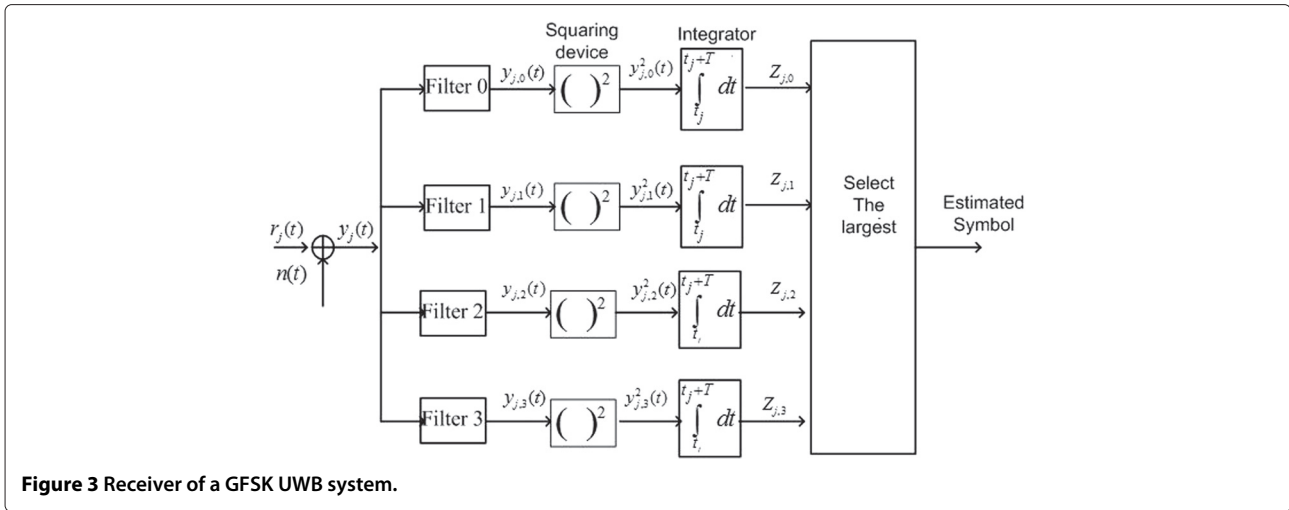 Squaring device
Integrator
Filter 0
y_{j,0}(t)
( )^2
y^2_{j,0}(t)
∫_{t_j}^{t_j+T} dt
Z_{j,0}
Filter 1
y_{j,1}(t)
( )^2
y^2_{j,1}(t)
∫_{t_j}^{t_j+T} dt
Z_{j,1}
Select The largest
Estimated Symbol
r_j(t)
y_j(t)
n(t)
Filter 2
y_{j,2}(t)
( )^2
y^2_{j,2}(t)
∫_{t}^{t_j+T} dt
Z_{j,2}
Filter 3
y_{j,3}(t)
( )^2
y^2_{j,3}(t)
∫_{t}^{t_j+T} dt
Z_{j,3}
Figure 3 Receiver of a GFSK UWB system.